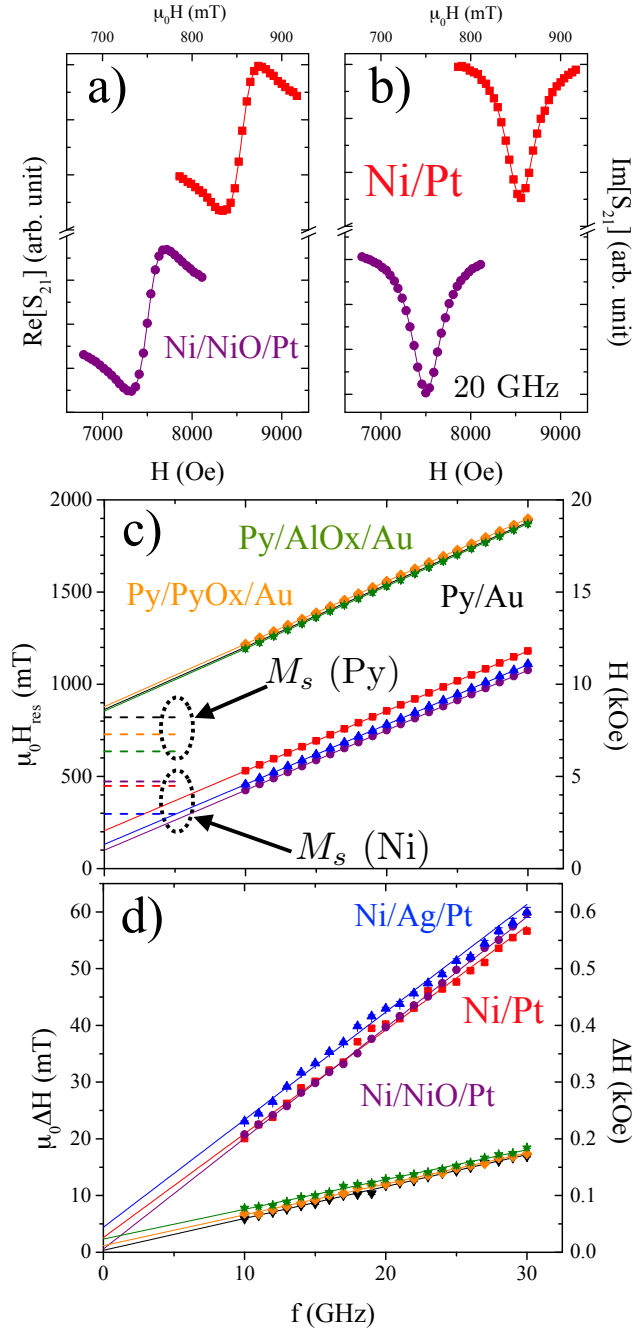 μ₀H (mT)
μ₀H (mT)
700 800 900
700 800 900
a)
b)
Ni/Pt
Re[S₂₁] (arb. unit)
Im[S₂₁] (arb. unit)
Ni/NiO/Pt
20 GHz
7000 8000 9000
7000 8000 9000
H (Oe)
H (Oe)
2000
20
c)
Py/AlOx/Au
1500
15
Py/PyOx/Au
Py/Au
μ₀H_res (mT)
H (kOe)
M_s (Py)
1000
10
500
5
M_s (Ni)
0
0
60
0.6
d)
Ni/Ag/Pt
50
0.5
Ni/Pt
40
0.4
μ₀ΔH (mT)
ΔH (kOe)
30
0.3
Ni/NiO/Pt
20
0.2
10
0.1
0
0.0
0 10 20 30
f (GHz)